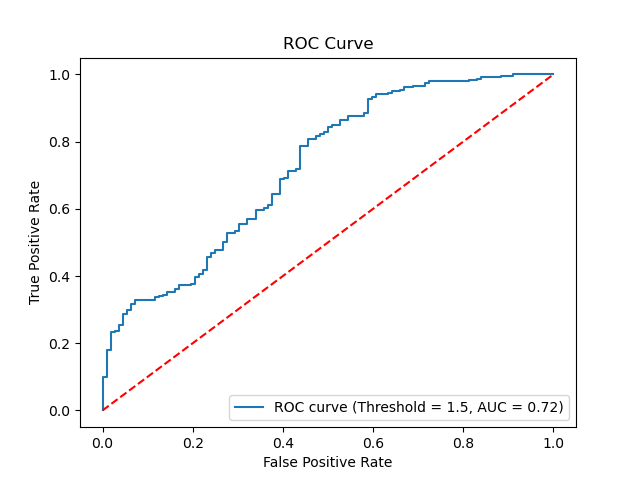 ROC Curve
True Positive Rate
1.0
0.8
0.6
0.4
0.2
0.0
ROC curve (Threshold = 1.5, AUC = 0.72)
0.0 0.2 0.4 0.6 0.8 1.0
False Positive Rate